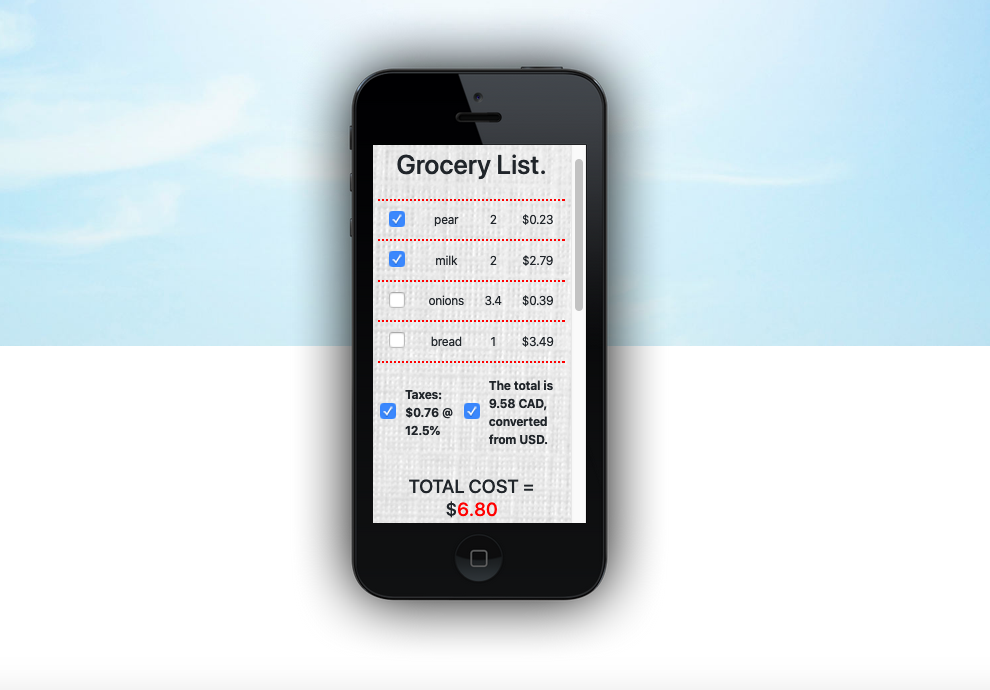 Grocery List.
pear 2 $0.23
milk 2 $2.79
onions 3.4 $0.39
bread 1 $3.49
Taxes:
$0.76 @
12.5%
The total is
9.58 CAD,
converted
from USD.
TOTAL COST =
$6.80